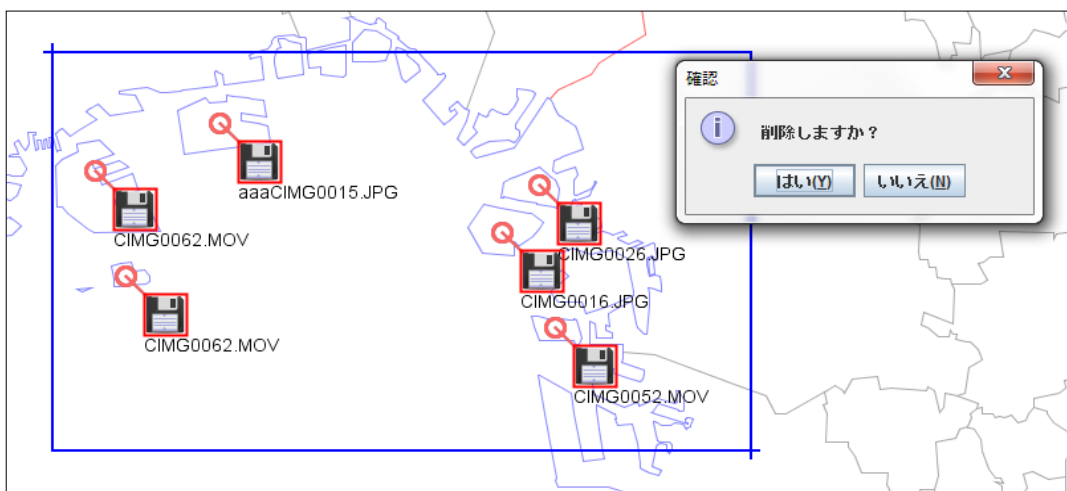 確認
削除しますか？
はい(Y)
いいえ(N)
aaaCIMG0015.JPG
CIMG0062.MOV
CIMG0026.JPG
CIMG0016.JPG
CIMG0062.MOV
CIMG0052.MOV